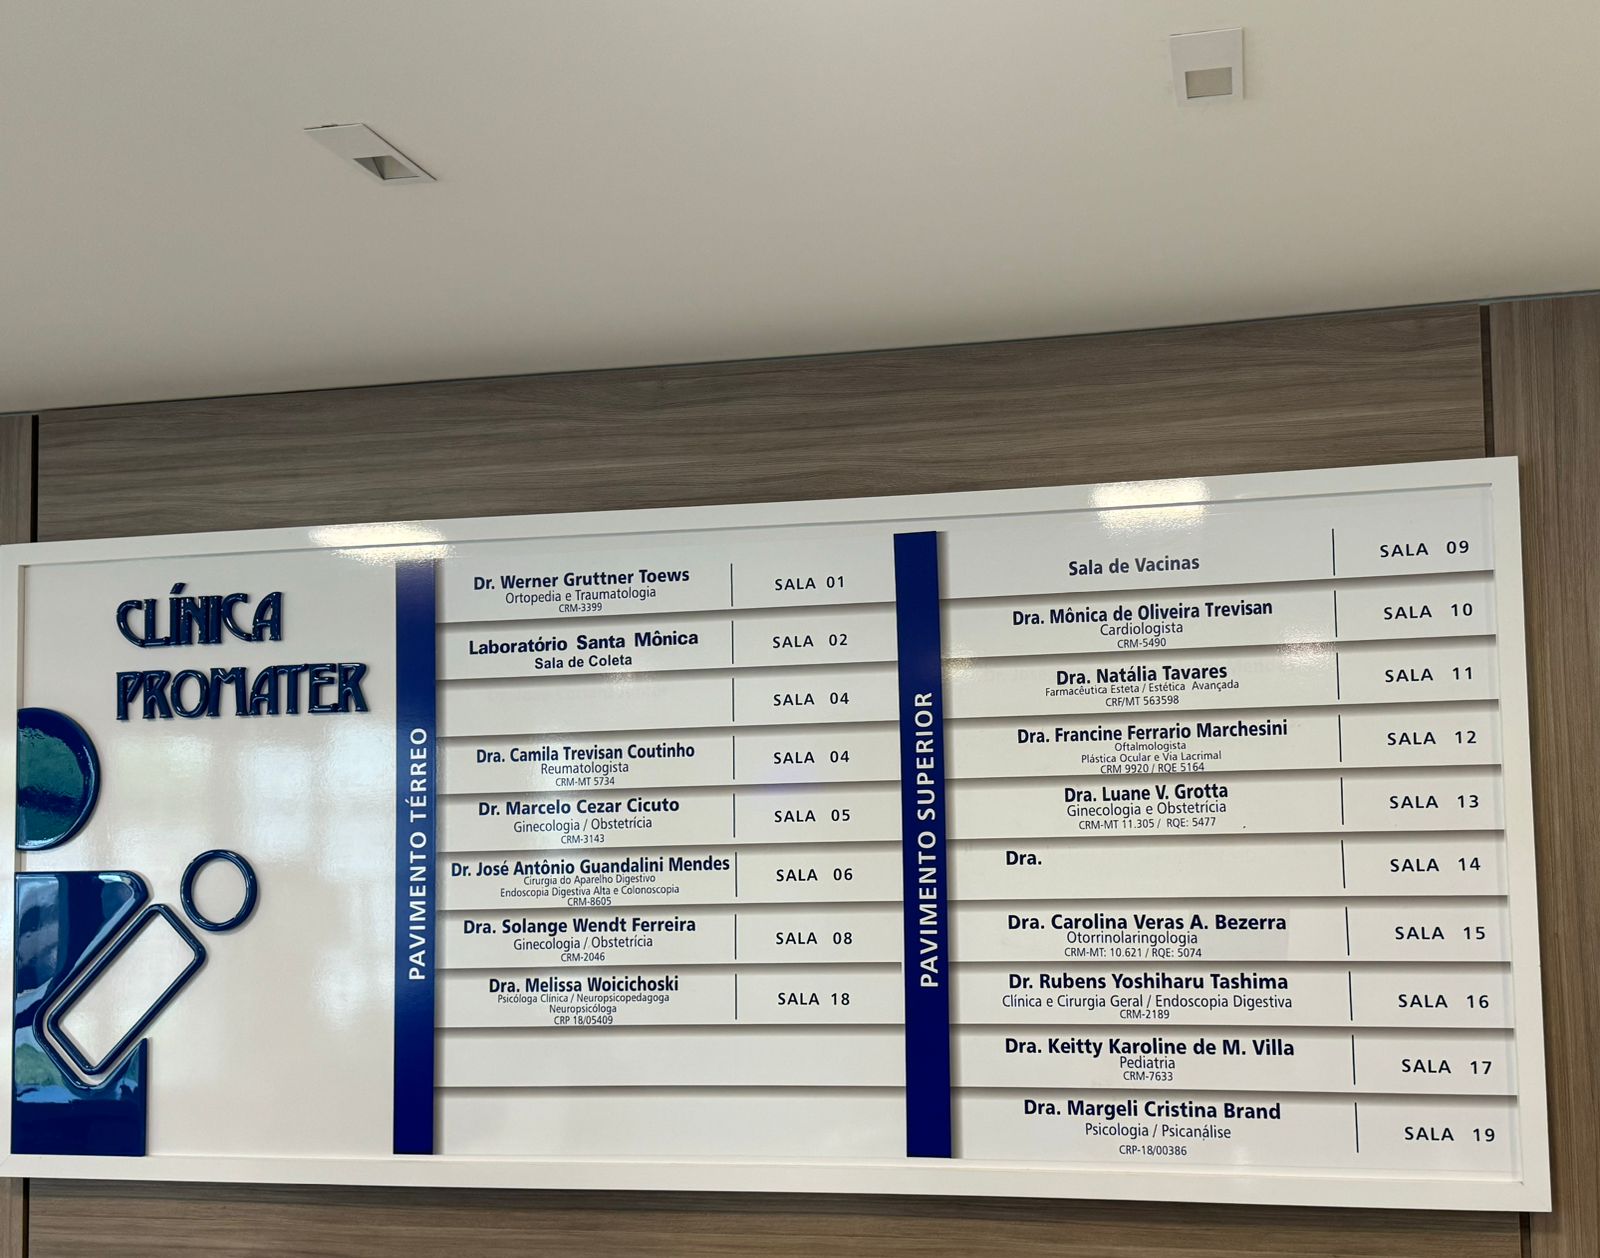 CLÍNICA
PROMATER
PAVIMENTO TÉRREO
Dr. Werner Gruttner Toews
Ortopedia e Traumatologia
CRM-3399
SALA 01
Laboratório Santa Mônica
Sala de Coleta
SALA 02
SALA 04
Dra. Camila Trevisan Coutinho
Reumatologista
CRM-MT 5734
SALA 04
Dr. Marcelo Cezar Cicuto
Ginecologia / Obstetrícia
CRM-3143
SALA 05
Dr. José Antônio Guandalini Mendes
Cirurgia do Aparelho Digestivo
Endoscopia Digestiva Alta e Colonoscopia
CRM-8605
SALA 06
Dra. Solange Wendt Ferreira
Ginecologia / Obstetrícia
CRM-2046
SALA 08
Dra. Melissa Woicichoski
Psicóloga Clínica / Neuropsicopedagoga
Neuropsicóloga
CRP 18/05409
SALA 18
PAVIMENTO SUPERIOR
Sala de Vacinas
SALA 09
Dra. Mônica de Oliveira Trevisan
Cardiologista
CRM-5490
SALA 10
Dra. Natália Tavares
Farmacêutica Esteta / Estética Avançada
CRF/MT 563598
SALA 11
Dra. Francine Ferrario Marchesini
Oftalmologista
Plástica Ocular e Via Lacrimal
CRM 9920 / RQE 5164
SALA 12
Dra. Luane V. Grotta
Ginecologia e Obstetrícia
CRM-MT 11.305 / RQE: 5477
SALA 13
Dra.
SALA 14
Dra. Carolina Veras A. Bezerra
Otorrinolaringologia
CRM-MT: 10.621 / RQE: 5074
SALA 15
Dr. Rubens Yoshiharu Tashima
Clínica e Cirurgia Geral / Endoscopia Digestiva
CRM-2189
SALA 16
Dra. Keitty Karoline de M. Villa
Pediatria
CRM-7633
SALA 17
Dra. Margeli Cristina Brand
Psicologia / Psicanálise
CRP-18/00386
SALA 19